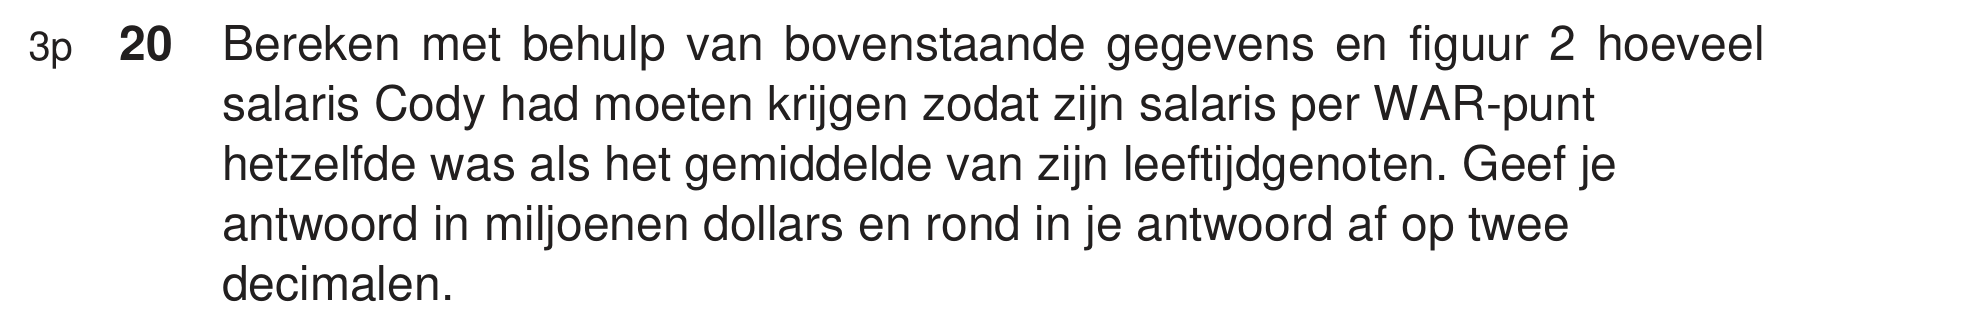 3p 20 Bereken met behulp van bovenstaande gegevens en figuur 2 hoeveel
salaris Cody had moeten krijgen zodat zijn salaris per WAR-punt
hetzelfde was als het gemiddelde van zijn leeftijdgenoten. Geef je
antwoord in miljoenen dollars en rond in je antwoord af op twee
decimalen.